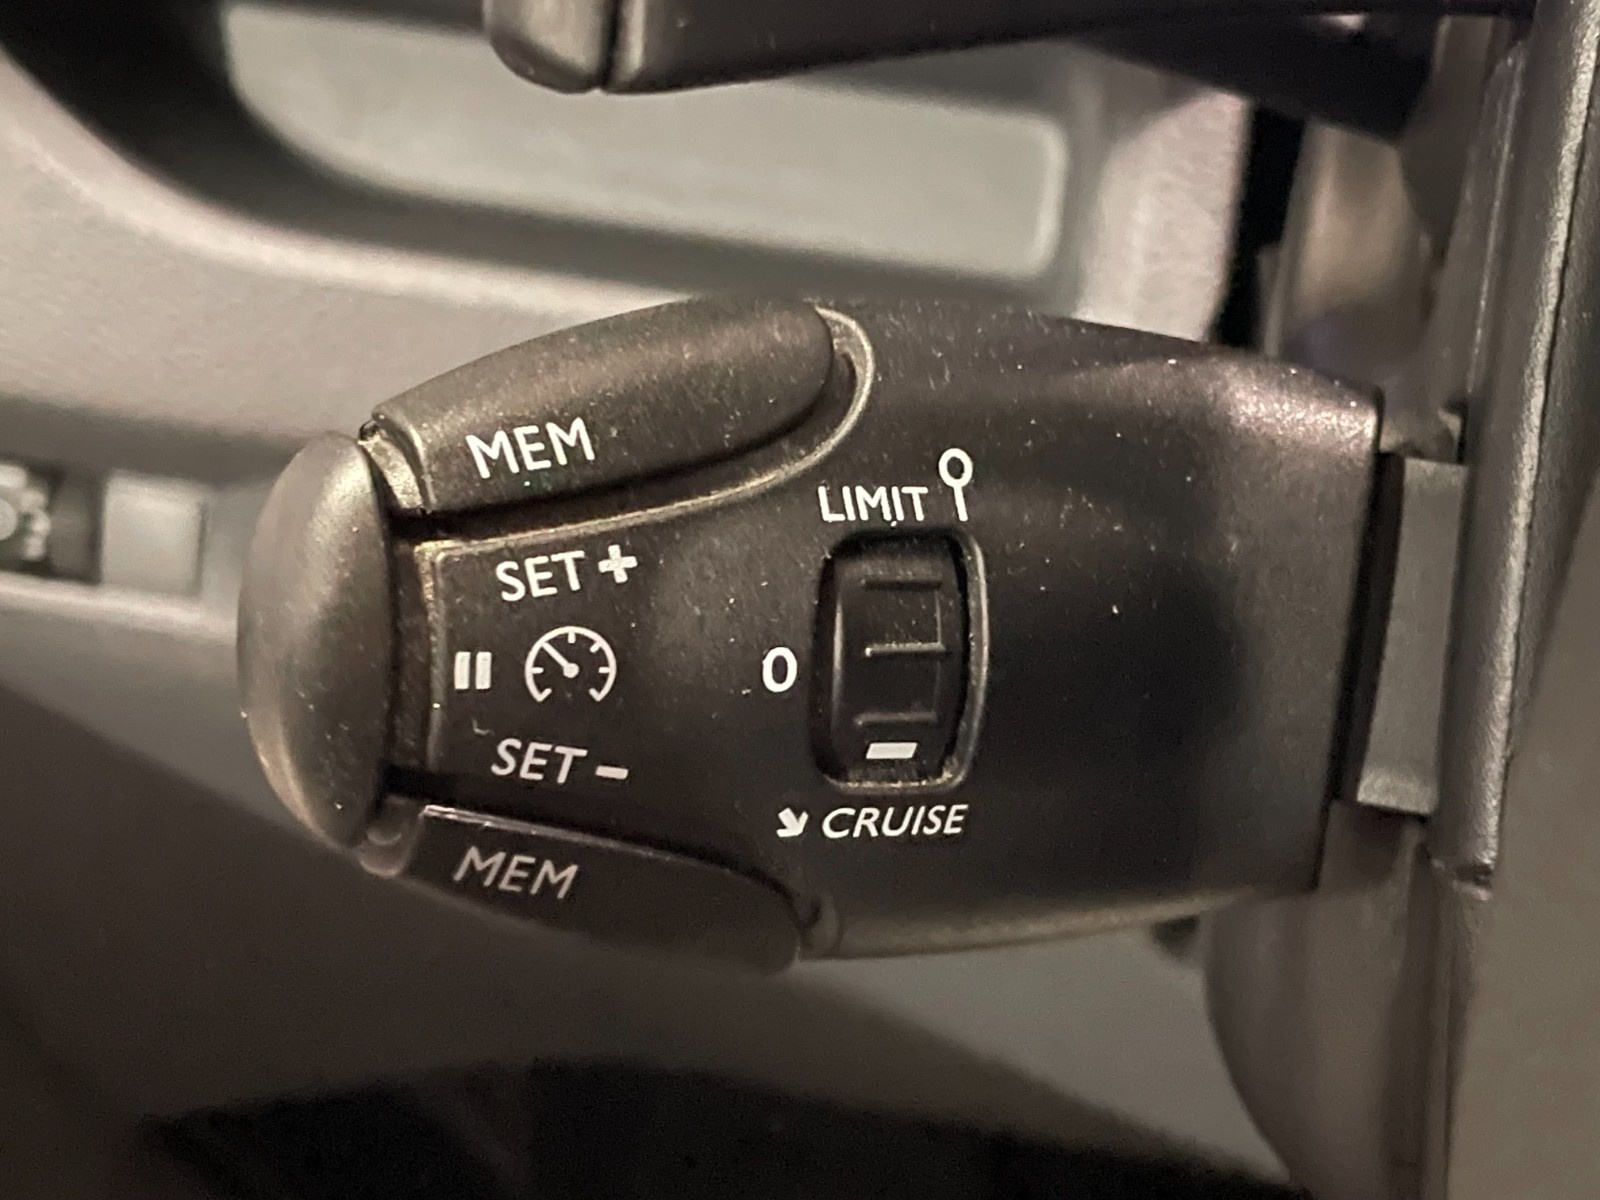 MEM
LIMIT
SET +
0
SET -
CRUISE
MEM